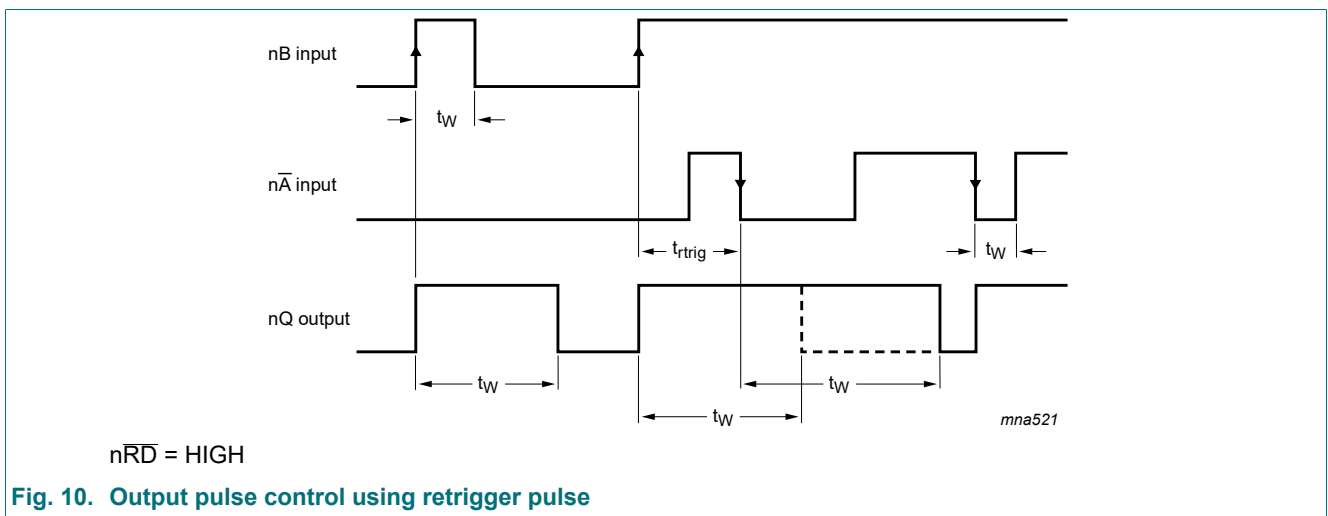 nB input
tW
nA̅ input
trtrig
tW
nQ output
tW
tW
tW
mna521
nR̅D̅ = HIGH
Fig. 10. Output pulse control using retrigger pulse